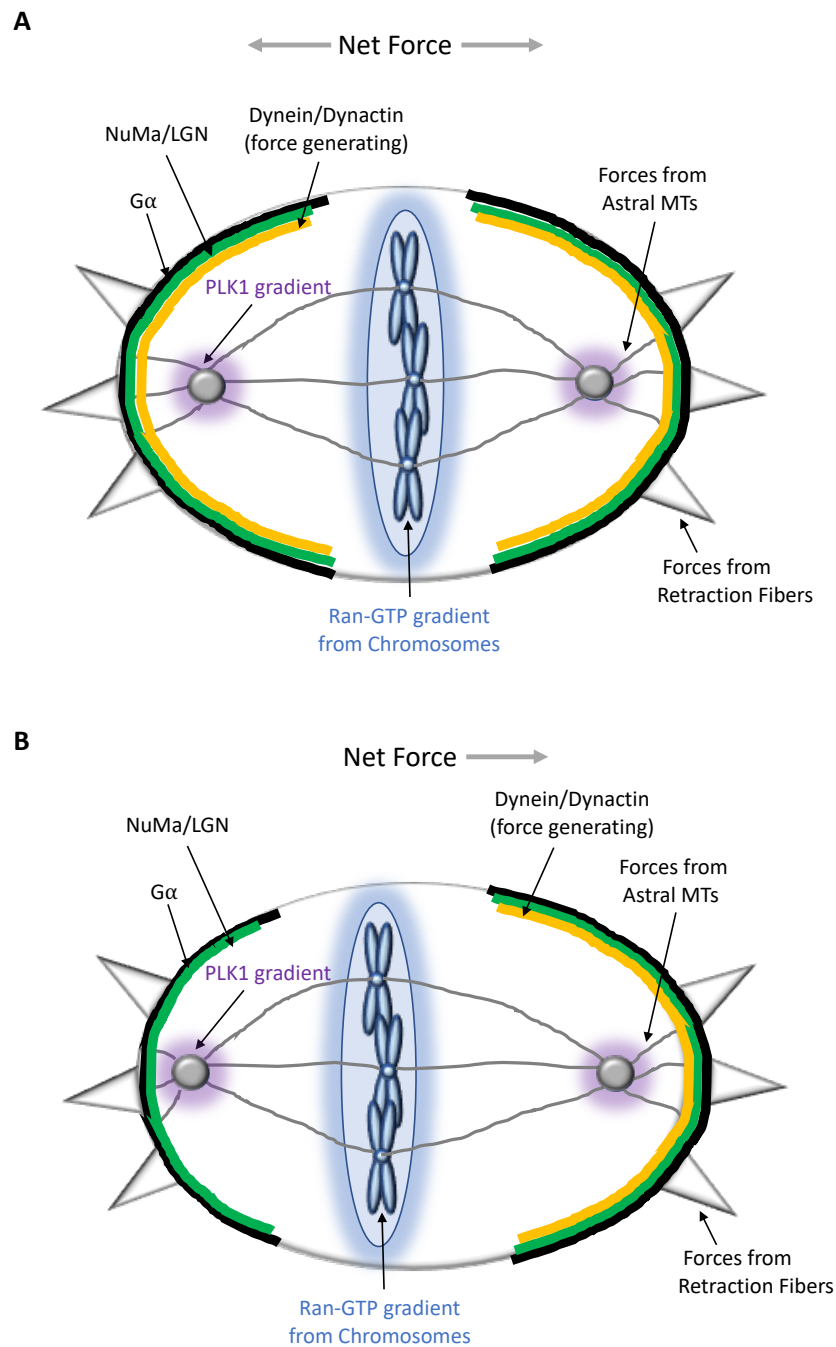 A
Net Force
Dynein/Dynactin
(force generating)
NuMa/LGN
Forces from
Astral MTs
Gα
PLK1 gradient
Forces from
Retraction Fibers
Ran-GTP gradient
from Chromosomes
B
Net Force
Dynein/Dynactin
(force generating)
NuMa/LGN
Forces from
Astral MTs
Gα
PLK1 gradient
Forces from
Retraction Fibers
Ran-GTP gradient
from Chromosomes